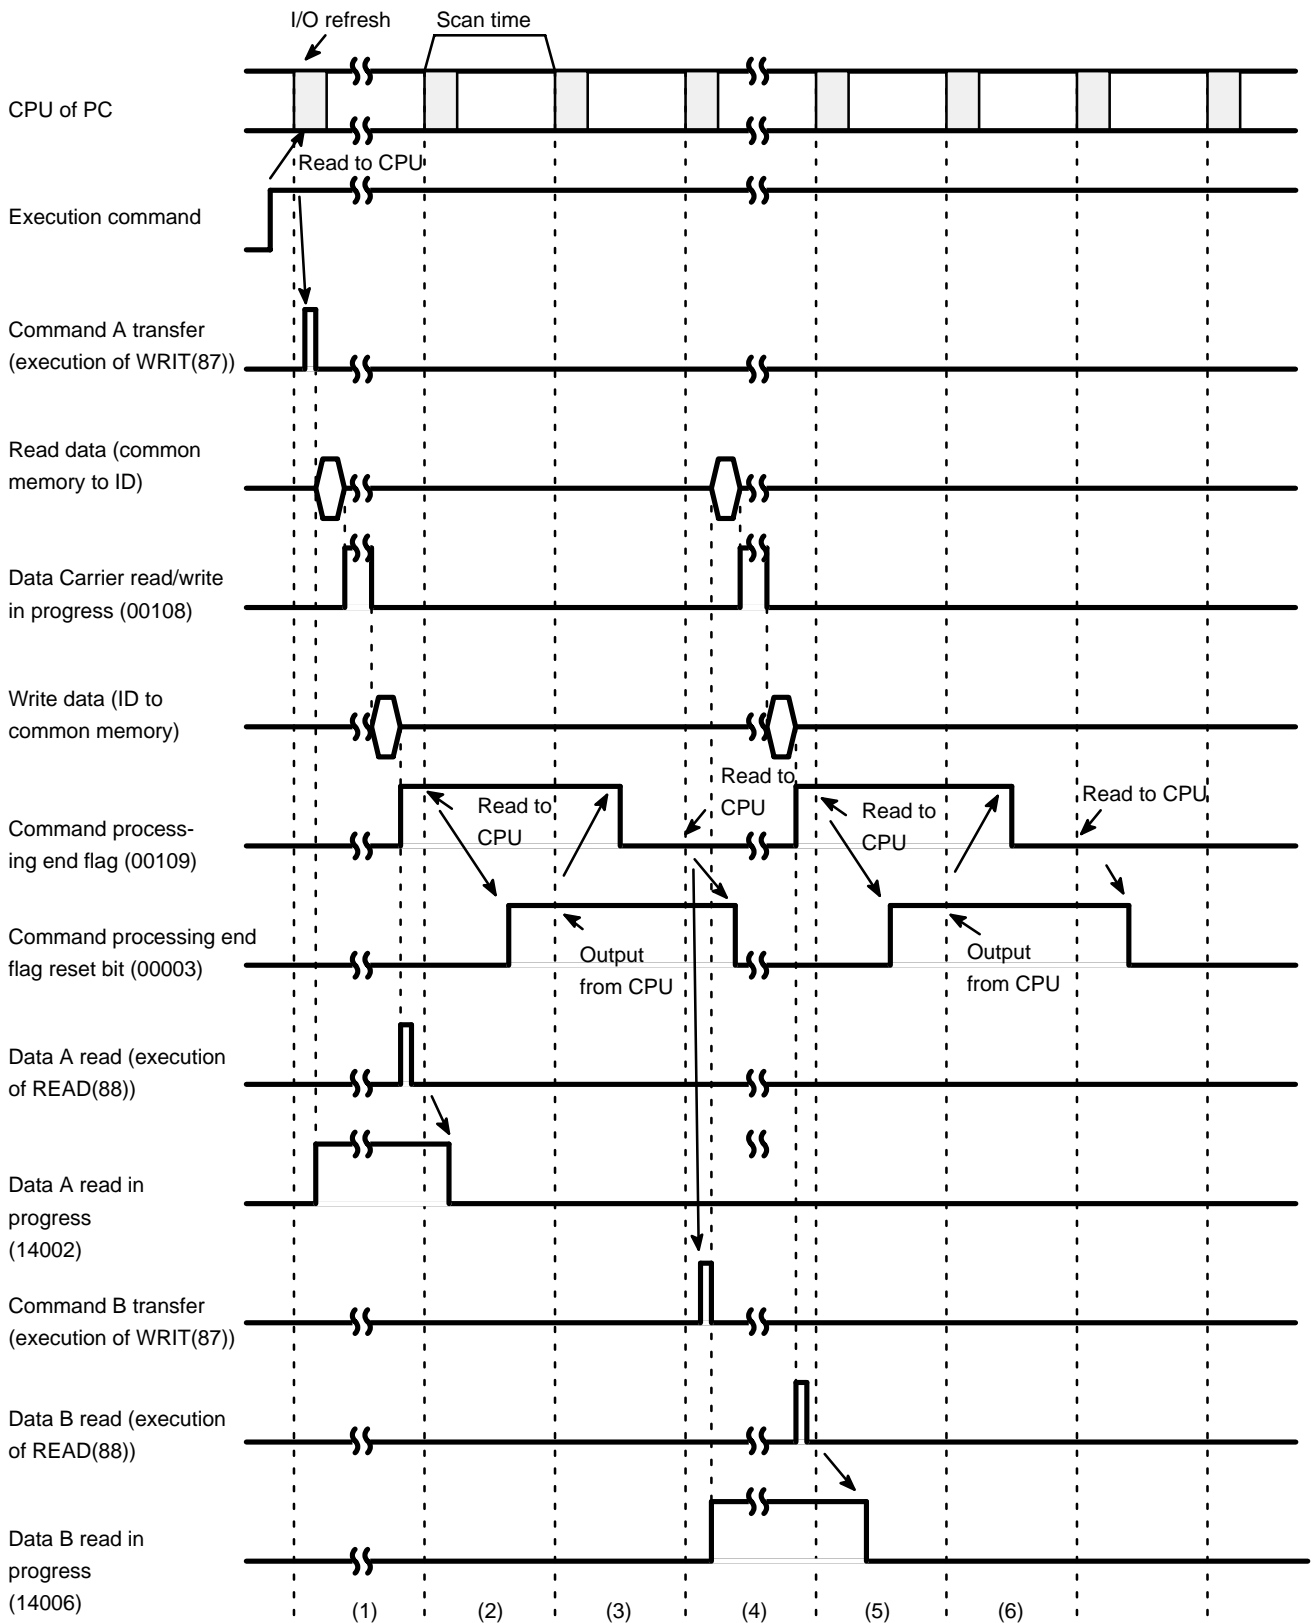 I/O refresh
Scan time
CPU of PC
Read to CPU
Execution command
Command A transfer
(execution of WRIT(87))
Read data (common
memory to ID)
Data Carrier read/write
in progress (00108)
Write data (ID to
common memory)
Read to
CPU
Read to
CPU
Read to
CPU
Read to CPU
Command process-
ing end flag (00109)
Command processing end
flag reset bit (00003)
Output
from CPU
Output
from CPU
Data A read (execution
of READ(88))
Data A read in
progress
(14002)
Command B transfer
(execution of WRIT(87))
Data B read (execution
of READ(88))
Data B read in
progress
(14006)
(1)
(2)
(3)
(4)
(5)
(6)